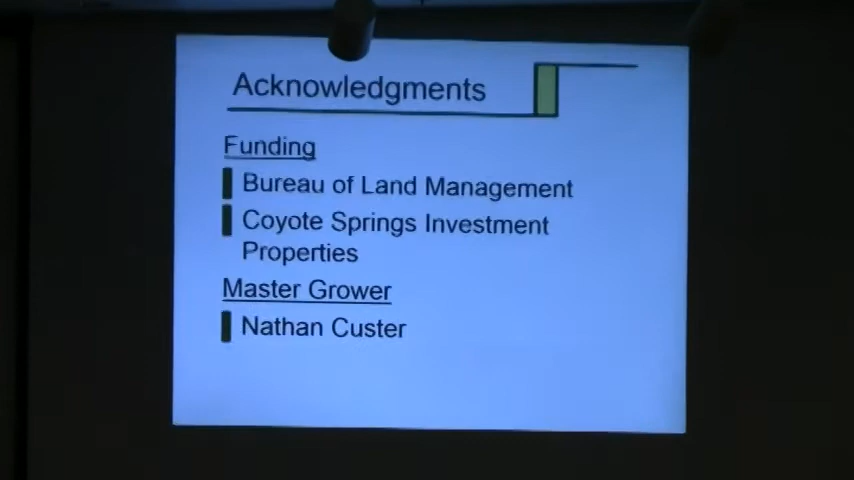 Acknowledgments
Funding
Bureau of Land Management
Coyote Springs Investment
Properties
Master Grower
Nathan Custer